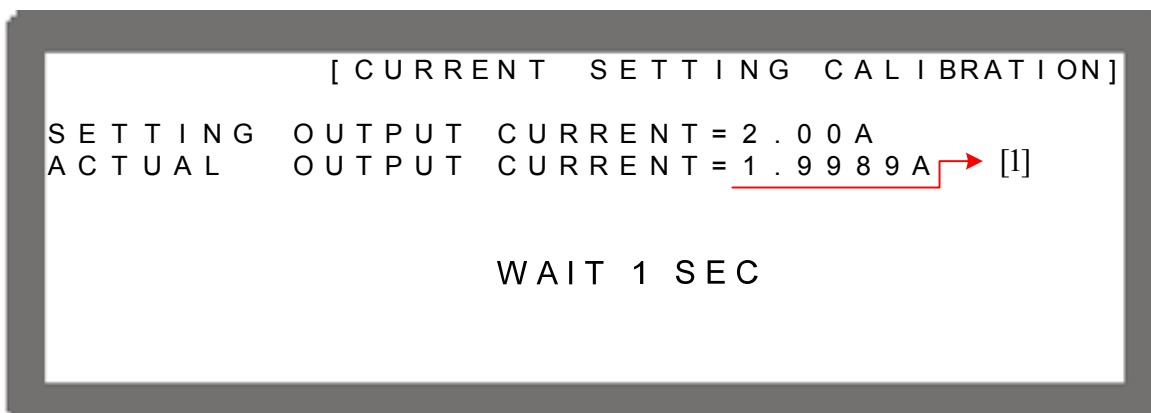 [CURRENT SETTING CALIBRATION]
SETTING OUTPUT CURRENT=2.00A
ACTUAL OUTPUT CURRENT=1.9989A [1]
WAIT 1 SEC